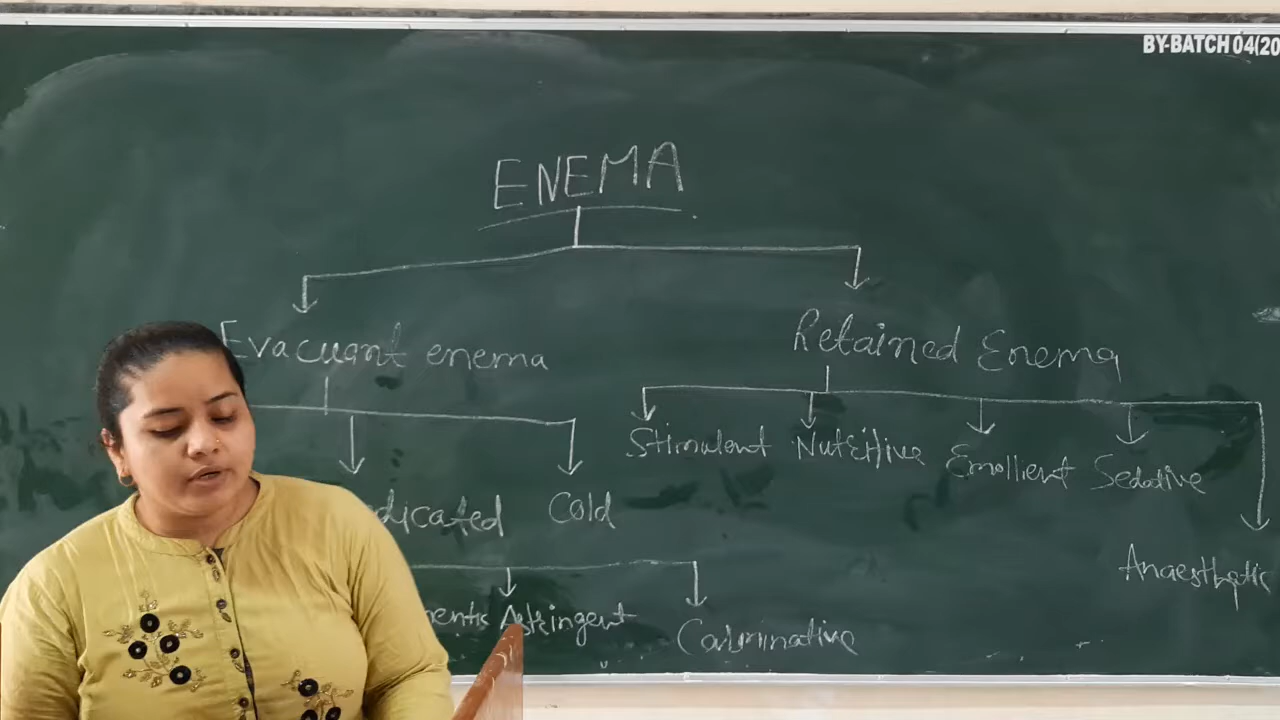 BY-BATCH 04(20
ENEMA
Evacuant enema
Retained Enema
Stimulent Nutritive Emollient Sedative
dicated Cold
Anaesthetic
Astringent Carminative